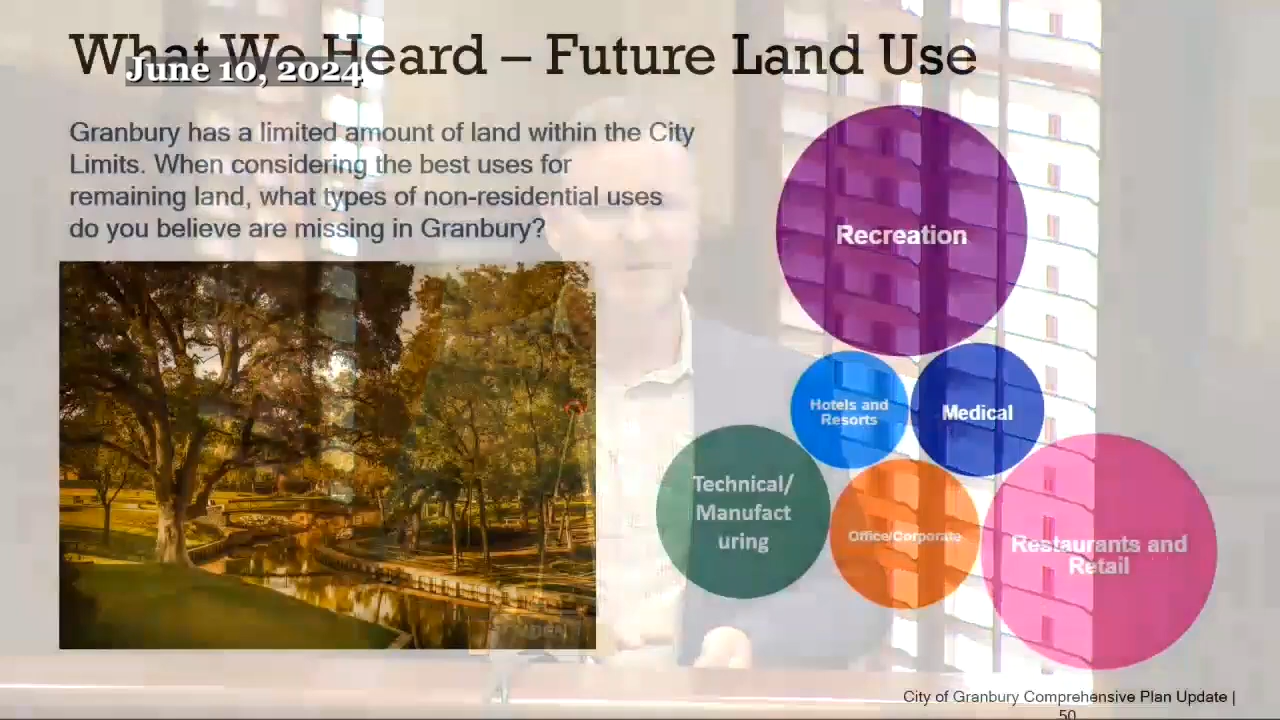 What We Heard – Future Land Use
June 10, 2024
Granbury has a limited amount of land within the City
Limits. When considering the best uses for
remaining land, what types of non-residential uses
do you believe are missing in Granbury?
Recreation
Hotels and
Resorts
Medical
Technical/
Manufact
uring
Office/Corporate
Restaurants and
Retail
City of Granbury Comprehensive Plan Update |
50